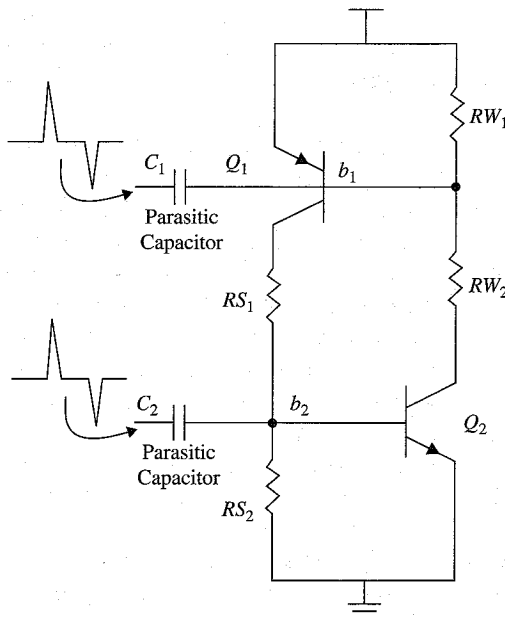 RW₁
C₁
Q₁
b₁
Parasitic
Capacitor
RS₁
RW₂
C₂
b₂
Q₂
Parasitic
Capacitor
RS₂